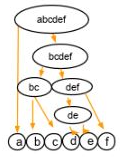 abcdef
bcdef
bc def
de
a b c d e f